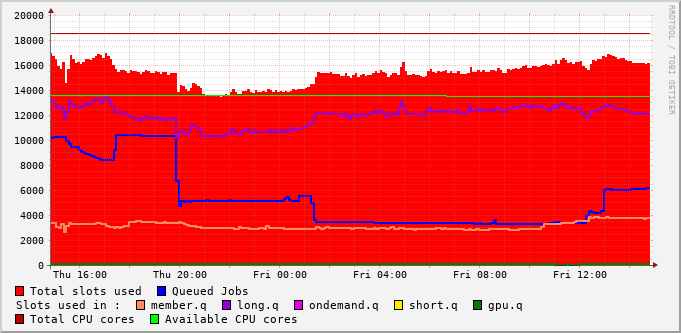 20000
18000
16000
14000
12000
10000
8000
6000
4000
2000
0
Thu 16:00 Thu 20:00 Fri 00:00 Fri 04:00 Fri 08:00 Fri 12:00
Total slots used Queued Jobs
Slots used in : member.q long.q ondemand.q short.q gpu.q
Total CPU cores Available CPU cores
RRDTOOL / TOBI OETIKER